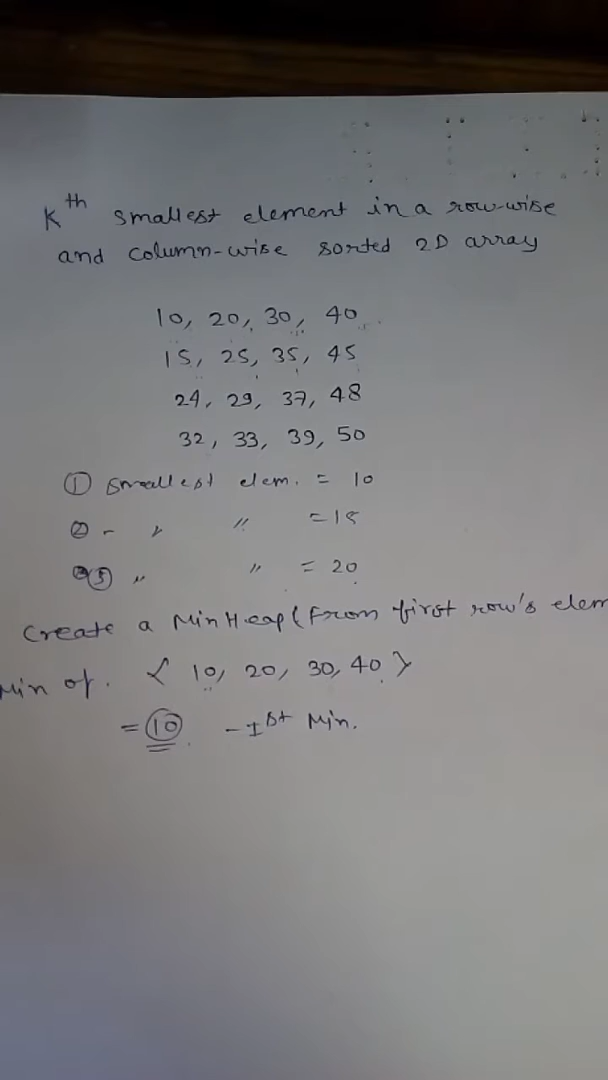 Kth smallest element in a row-wise
and column-wise sorted 2D array
10, 20, 30, 40
15, 25, 35, 45
24, 29, 37, 48
32, 33, 39, 50
① Smallest elem. = 10
② - " " = 15
③ " " = 20
Create a MinHeap (From first row's elem
Min of. { 10, 20, 30, 40 }
= 10 - Ist Min.